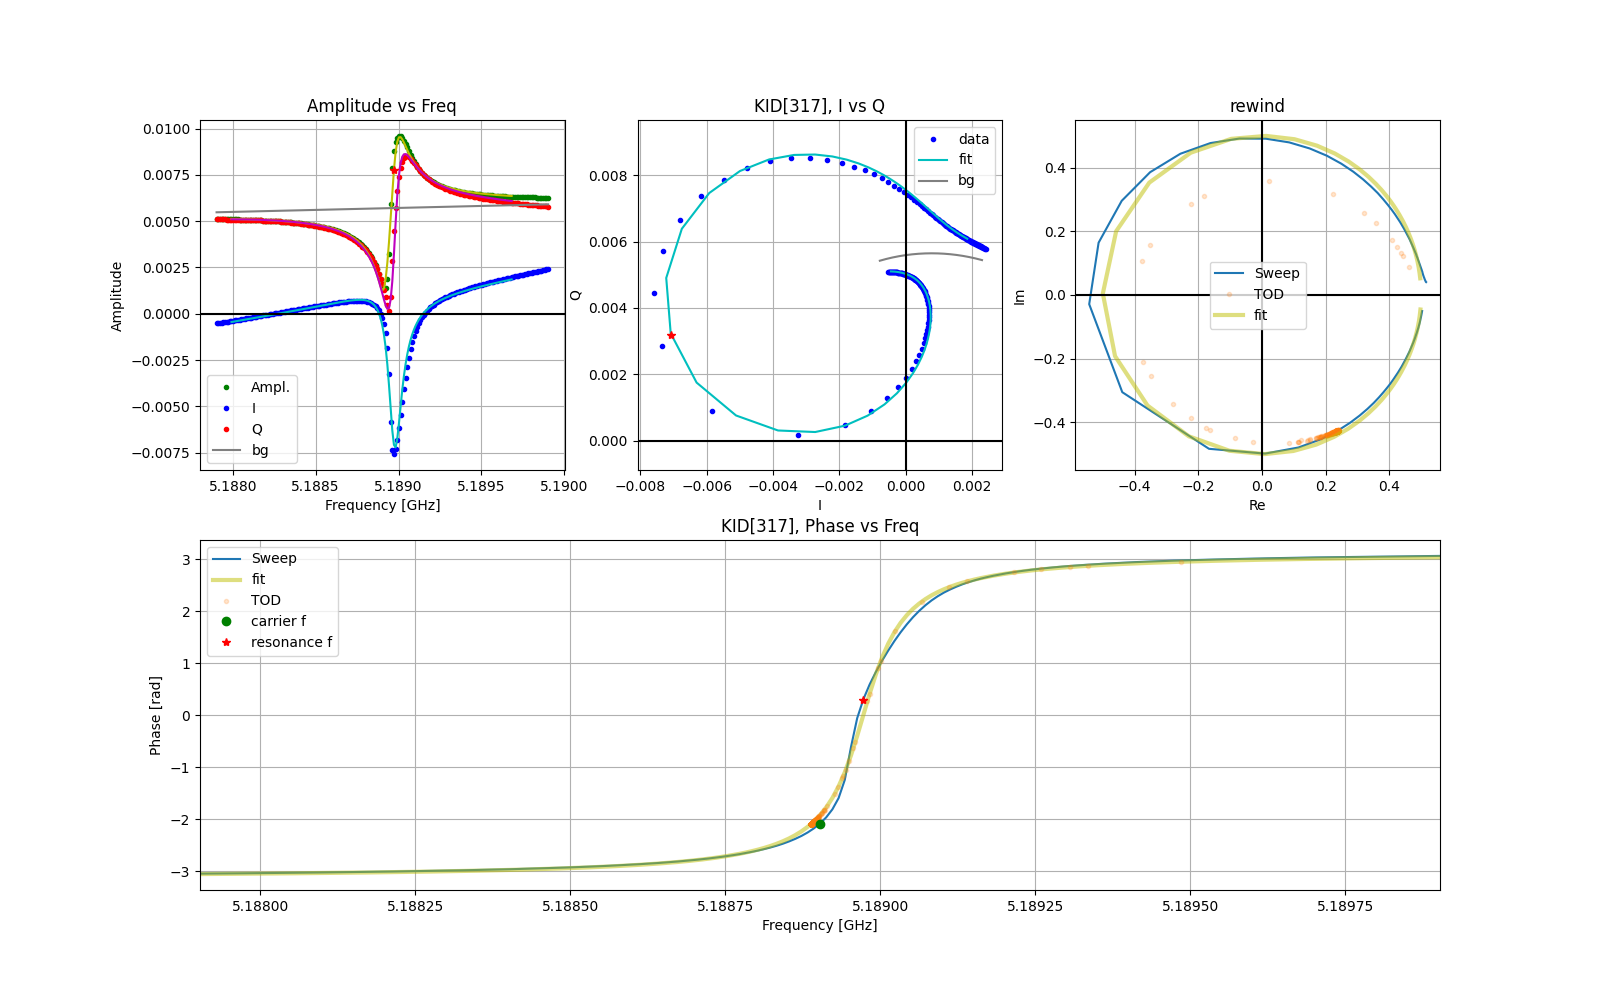 Amplitude vs Freq
Amplitude
0.0100
0.0075
0.0050
0.0025
0.0000
−0.0025
−0.0050
−0.0075
Ampl.
I
Q
bg
5.1880 5.1885 5.1890 5.1895 5.1900
Frequency [GHz]
KID[317], I vs Q
Q
0.008
0.006
0.004
0.002
0.000
data
fit
bg
−0.008 −0.006 −0.004 −0.002 0.000 0.002
I
rewind
Im
0.4
0.2
0.0
−0.2
−0.4
Sweep
TOD
fit
−0.4 −0.2 0.0 0.2 0.4
Re
KID[317], Phase vs Freq
Phase [rad]
3
2
1
0
−1
−2
−3
Sweep
fit
TOD
carrier f
resonance f
5.18800 5.18825 5.18850 5.18875 5.18900 5.18925 5.18950 5.18975
Frequency [GHz]